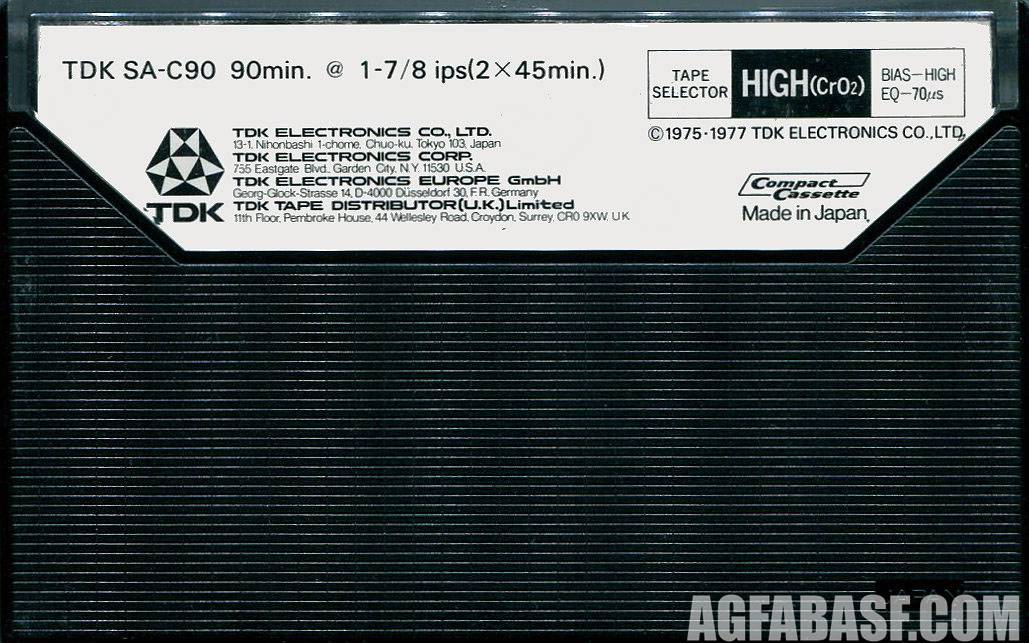 TDK SA-C90 90min. @ 1-7/8 ips(2×45min.)
TAPE SELECTOR HIGH(CrO2) BIAS-HIGH EQ-70μs
©1975·1977 TDK ELECTRONICS CO.,LTD.
TDK
TDK ELECTRONICS CO., LTD.
13-1, Nihonbashi 1-chome, Chuo-ku, Tokyo 103, Japan
TDK ELECTRONICS CORP.
755 Eastgate Blvd., Garden City, N.Y. 11530 U.S.A.
TDK ELECTRONICS EUROPE GmbH
Georg-Glock-Strasse 14, D-4000 Düsseldorf 30, F.R. Germany
TDK TAPE DISTRIBUTOR(U.K.)Limited
11th Floor, Pembroke House, 44 Wellesley Road, Croydon, Surrey, CR0 9XW U.K.
Compact Cassette
Made in Japan
JAPAN
AGFABASE.COM